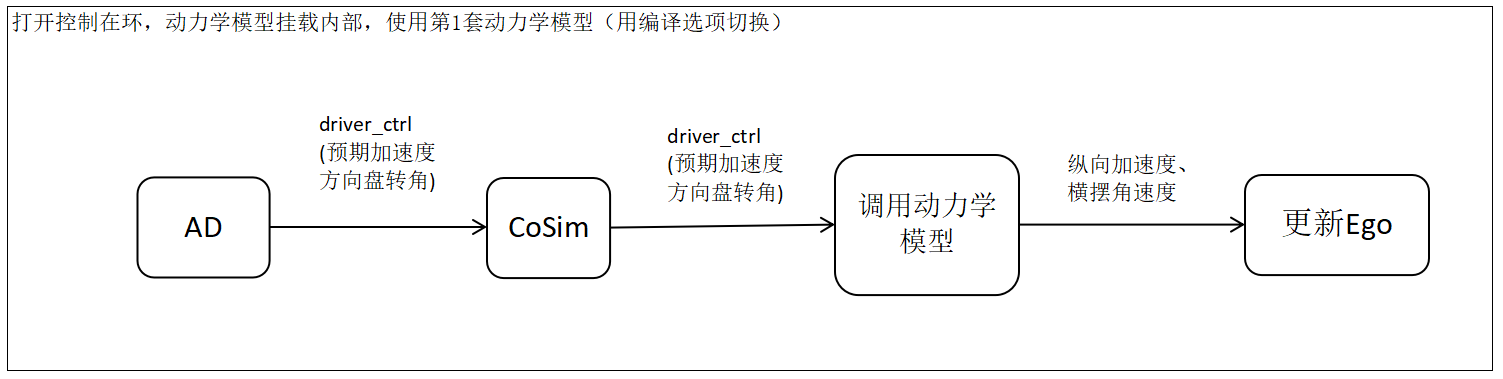 打开控制在环，动力学模型挂载内部，使用第1套动力学模型（用编译选项切换）
driver_ctrl
(预期加速度
方向盘转角)
driver_ctrl
(预期加速度
方向盘转角)
纵向加速度、
横摆角速度
AD
CoSim
调用动力学
模型
更新Ego